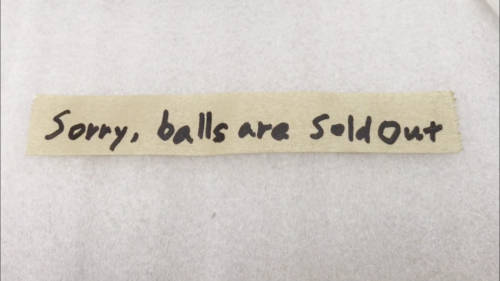 Sorry, balls are Sold Out